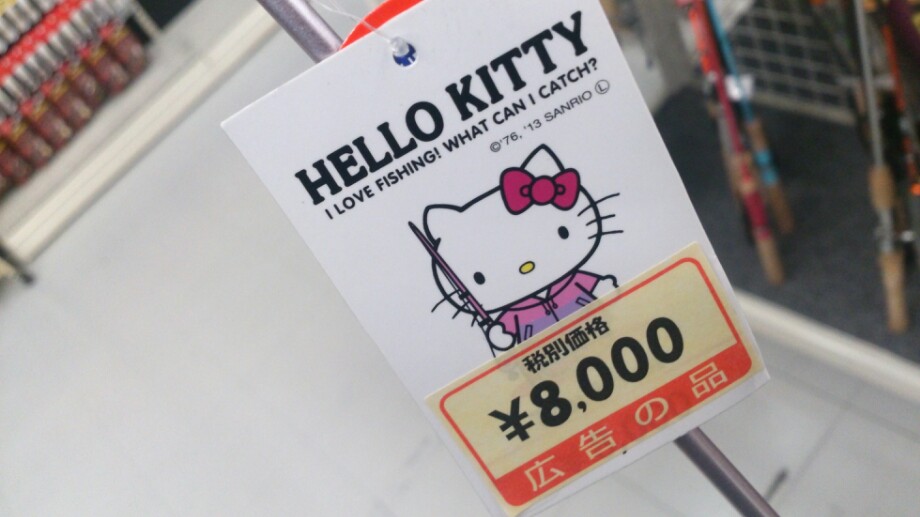 HELLO KITTY
I LOVE FISHING! WHAT CAN I CATCH?
©'76, '13 SANRIO Ⓛ
税別価格
¥8,000
広告の品